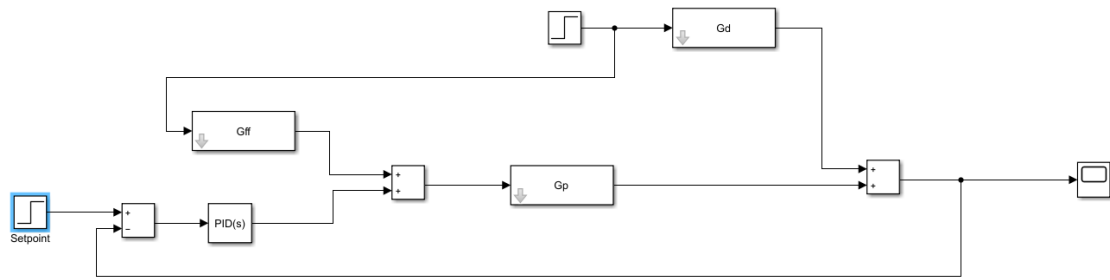 Gd
Gff
+
+
+
+
Gp
+
−
PID(s)
Setpoint